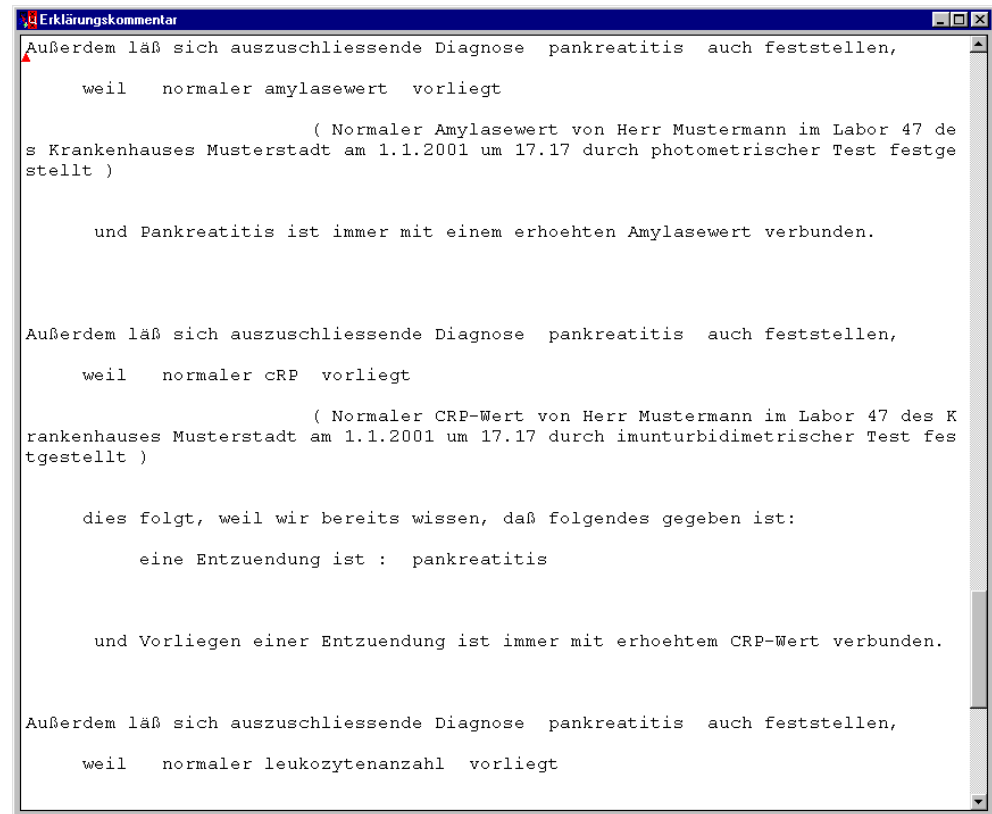 Erklärungskommentar
Außerdem läß sich auszuschliessende Diagnose  pankreatitis  auch feststellen,
weil   normaler amylasewert  vorliegt
( Normaler Amylasewert von Herr Mustermann im Labor 47 de
s Krankenhauses Musterstadt am 1.1.2001 um 17.17 durch photometrischer Test festge
stellt )
und Pankreatitis ist immer mit einem erhoehten Amylasewert verbunden.
Außerdem läß sich auszuschliessende Diagnose  pankreatitis  auch feststellen,
weil   normaler cRP  vorliegt
( Normaler CRP-Wert von Herr Mustermann im Labor 47 des K
rankenhauses Musterstadt am 1.1.2001 um 17.17 durch imunturbidimetrischer Test fes
tgestellt )
dies folgt, weil wir bereits wissen, daß folgendes gegeben ist:
eine Entzuendung ist :  pankreatitis
und Vorliegen einer Entzuendung ist immer mit erhoehtem CRP-Wert verbunden.
Außerdem läß sich auszuschliessende Diagnose  pankreatitis  auch feststellen,
weil   normaler leukozytenanzahl  vorliegt